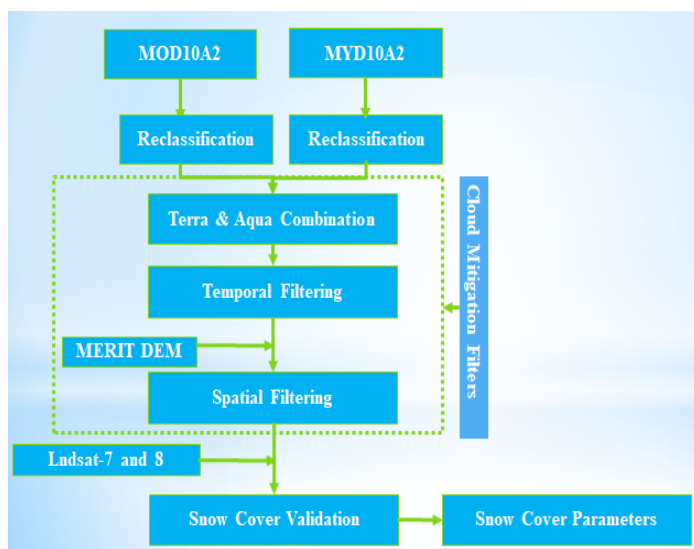 MOD10A2
MYD10A2
Reclassification
Reclassification
Terra & Aqua Combination
Temporal Filtering
MERIT DEM
Spatial Filtering
Cloud Mitigation Filters
Lndsat-7 and 8
Snow Cover Validation
Snow Cover Parameters